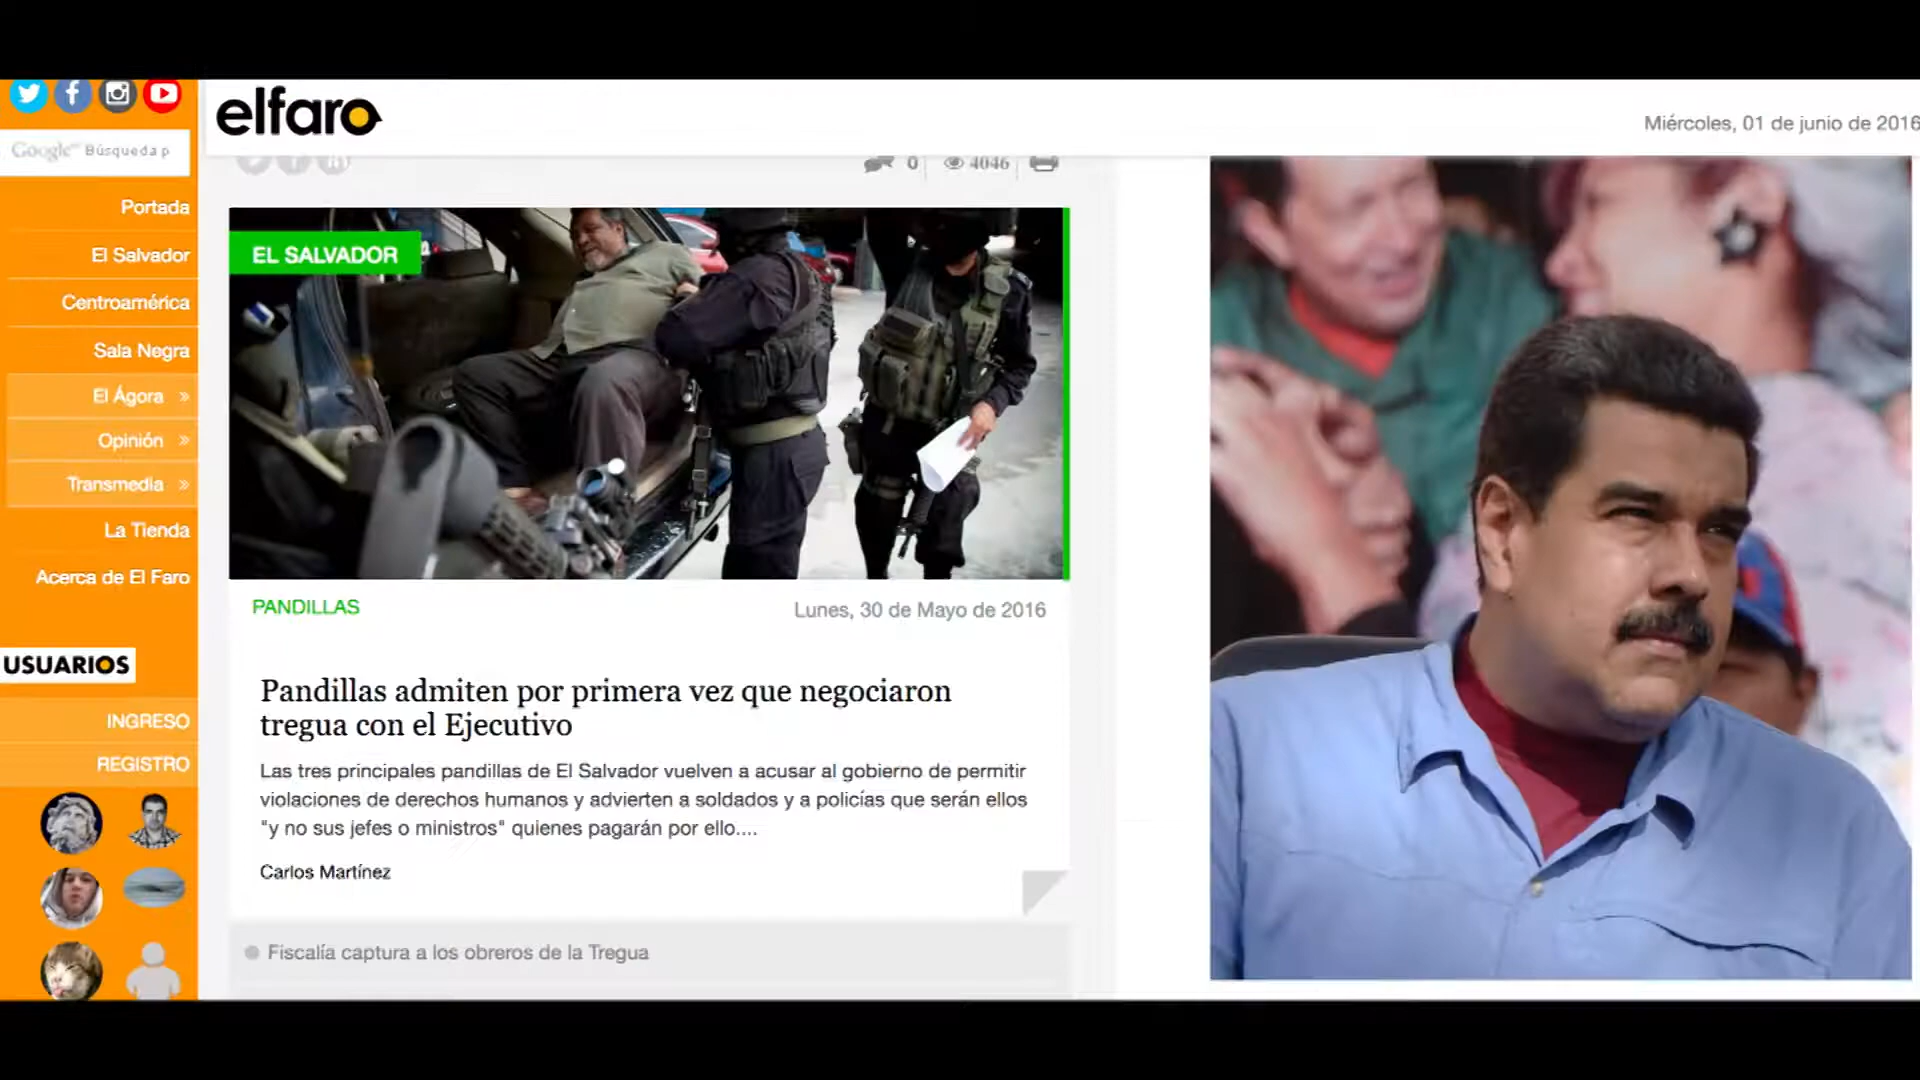 elfaro
Miércoles, 01 de junio de 2016
Google Búsqueda p
0
4046
Portada
El Salvador
Centroamérica
Sala Negra
El Ágora »
Opinión »
Transmedia »
La Tienda
Acerca de El Faro
USUARIOS
INGRESO
REGISTRO
EL SALVADOR
PANDILLAS
Lunes, 30 de Mayo de 2016
Pandillas admiten por primera vez que negociaron
tregua con el Ejecutivo
Las tres principales pandillas de El Salvador vuelven a acusar al gobierno de permitir
violaciones de derechos humanos y advierten a soldados y a policías que serán ellos
"y no sus jefes o ministros" quienes pagarán por ello....
Carlos Martínez
Fiscalía captura a los obreros de la Tregua